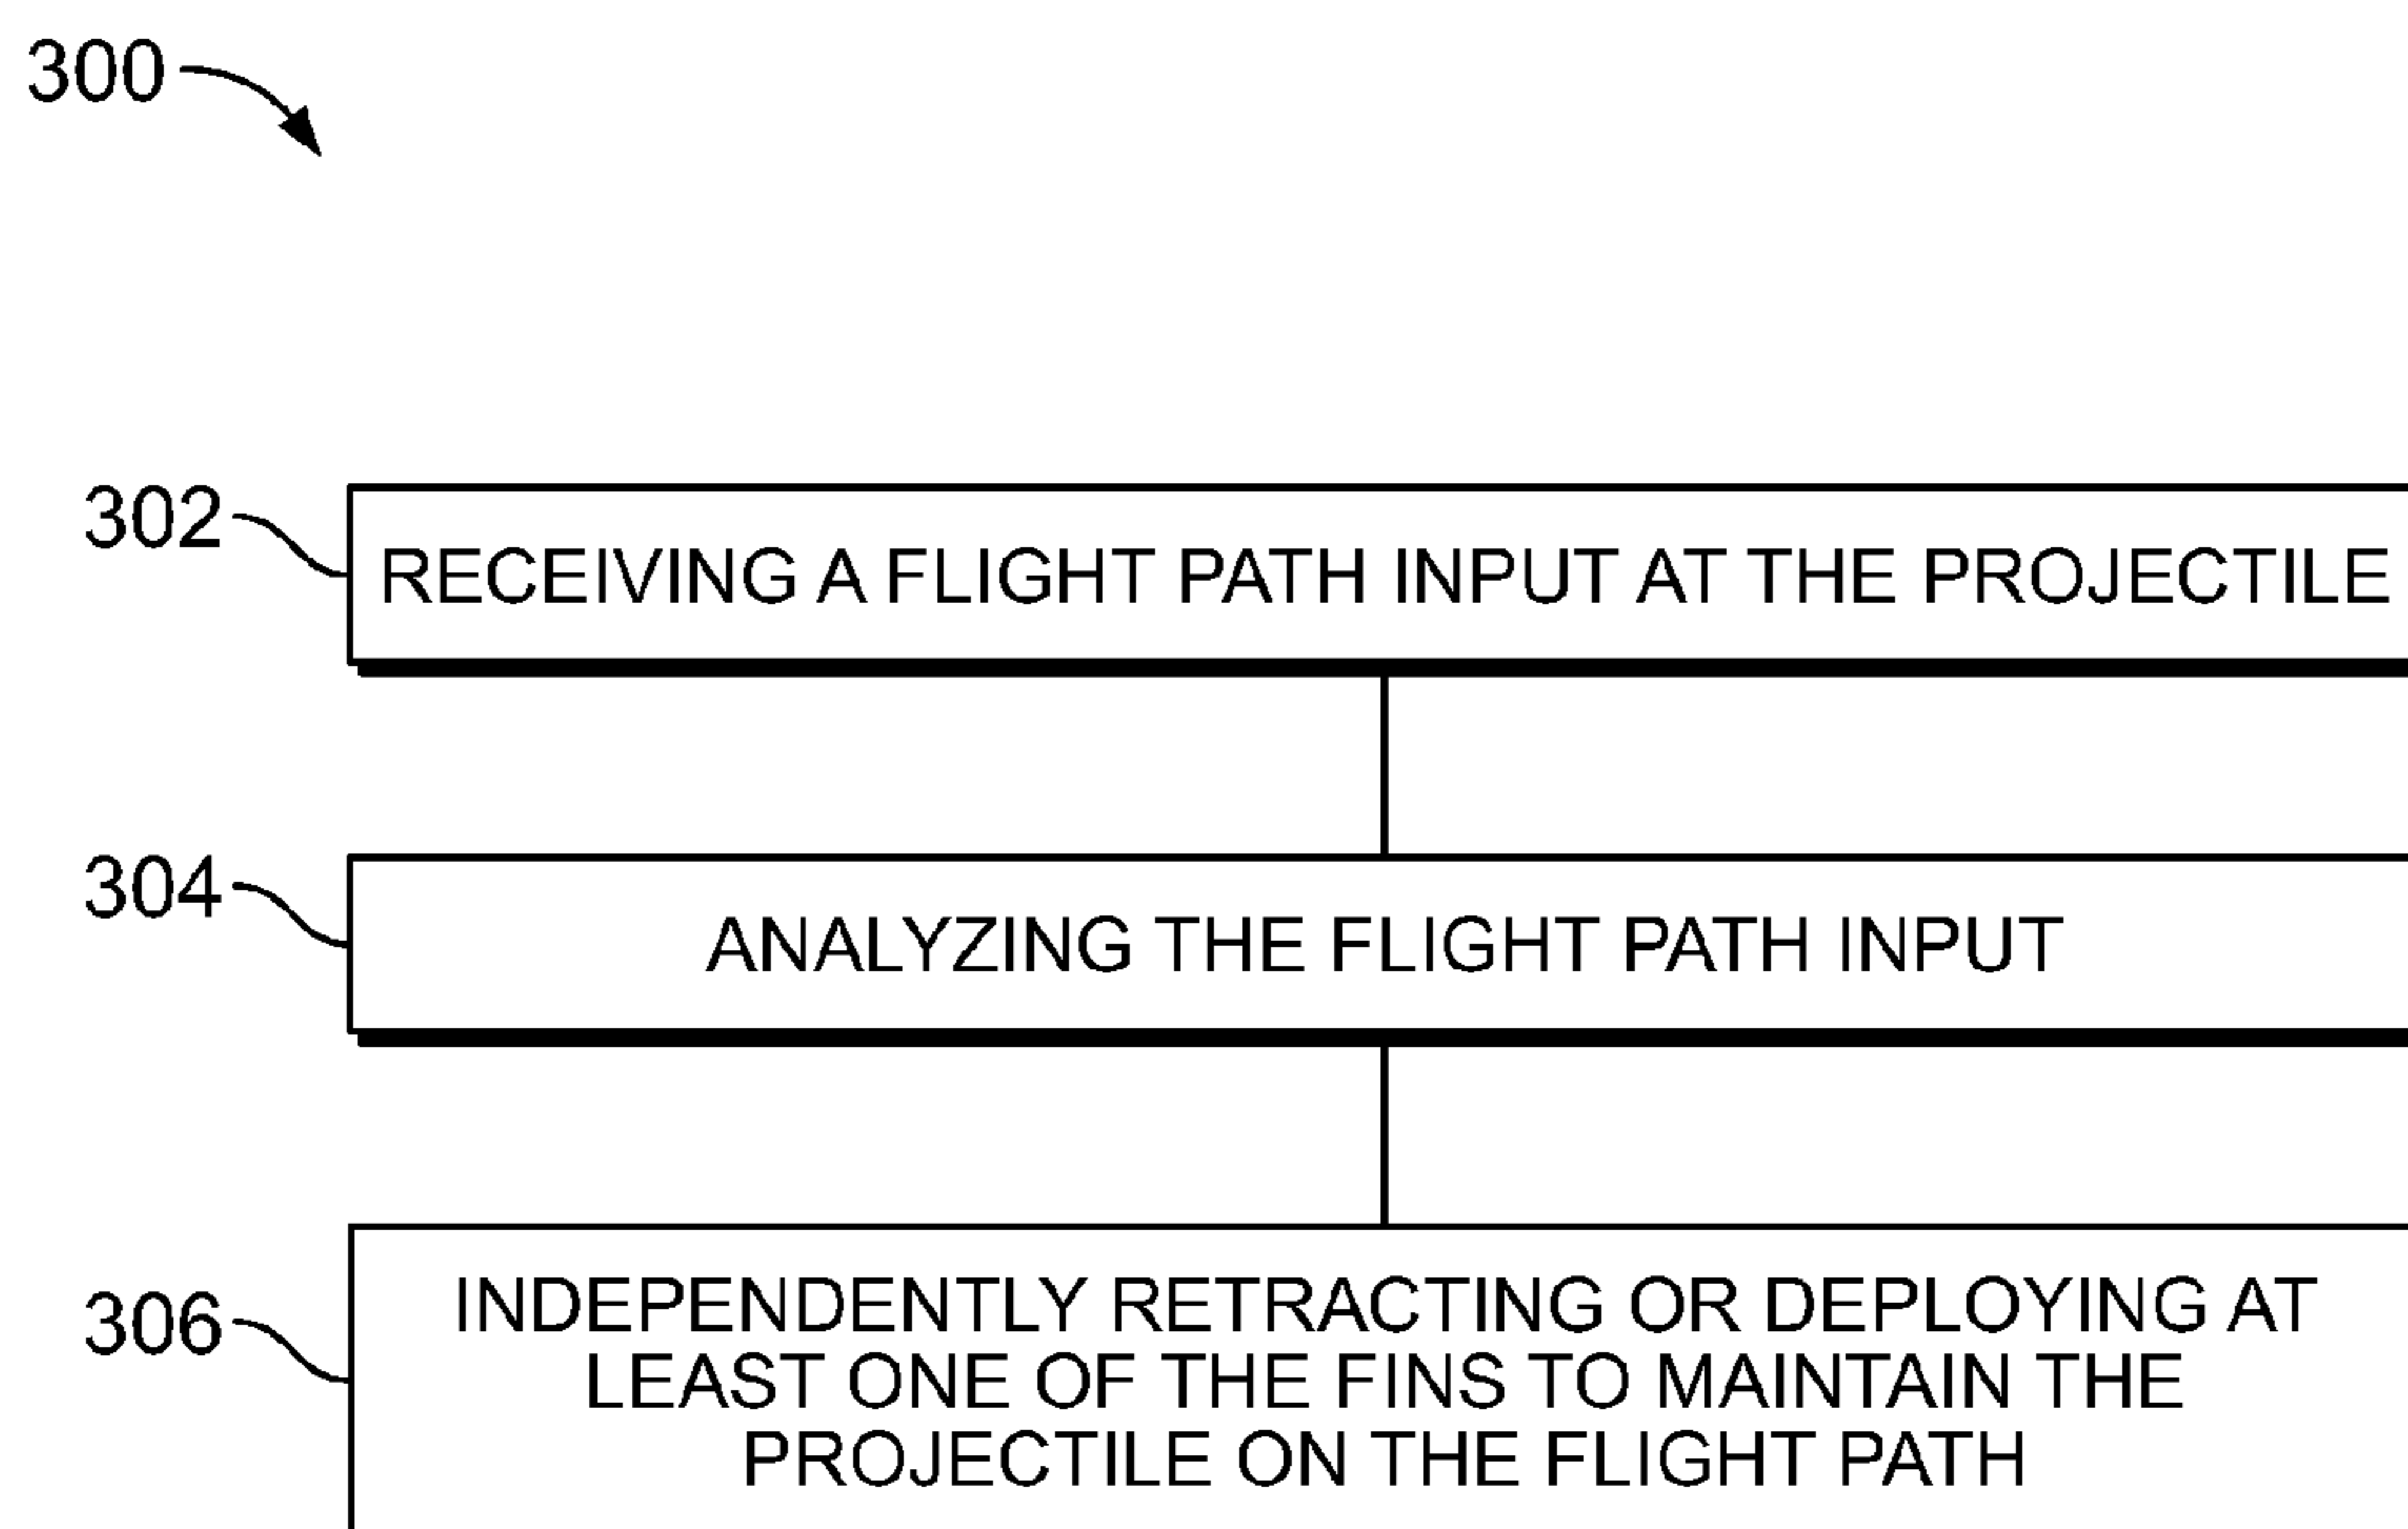 300
302
RECEIVING A FLIGHT PATH INPUT AT THE PROJECTILE
304
ANALYZING THE FLIGHT PATH INPUT
306
INDEPENDENTLY RETRACTING OR DEPLOYING AT
LEAST ONE OF THE FINS TO MAINTAIN THE
PROJECTILE ON THE FLIGHT PATH